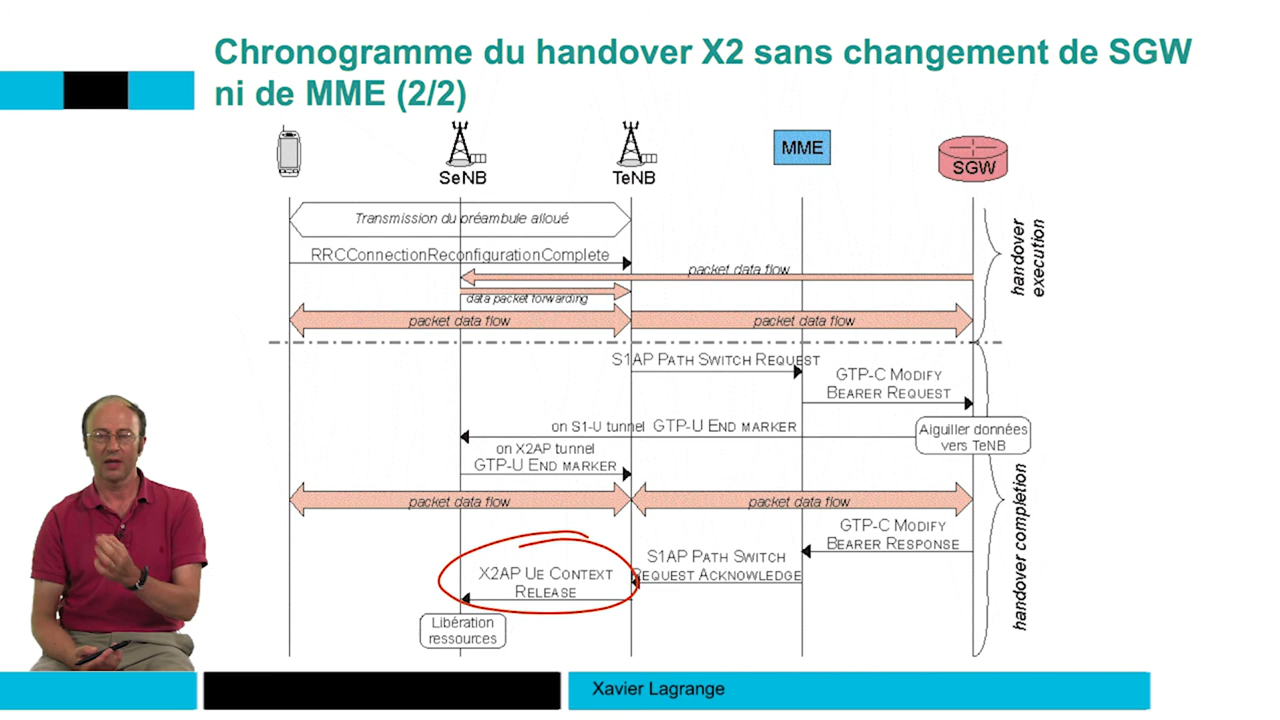 Chronogramme du handover X2 sans changement de SGW
ni de MME (2/2)
SeNB
TeNB
MME
SGW
Transmission du préambule alloué
RRCConnectionReconfigurationComplete
packet data flow
data packet forwarding
packet data flow
packet data flow
handover
execution
S1AP PATH SWITCH REQUEST
GTP-C MODIFY
BEARER REQUEST
on S1-U tunnel GTP-U END MARKER
Aiguiller données
vers TeNB
on X2AP tunnel
GTP-U END MARKER
packet data flow
packet data flow
GTP-C MODIFY
BEARER RESPONSE
S1AP PATH SWITCH
REQUEST ACKNOWLEDGE
X2AP UE CONTEXT
RELEASE
Libération
ressources
handover completion
Xavier Lagrange